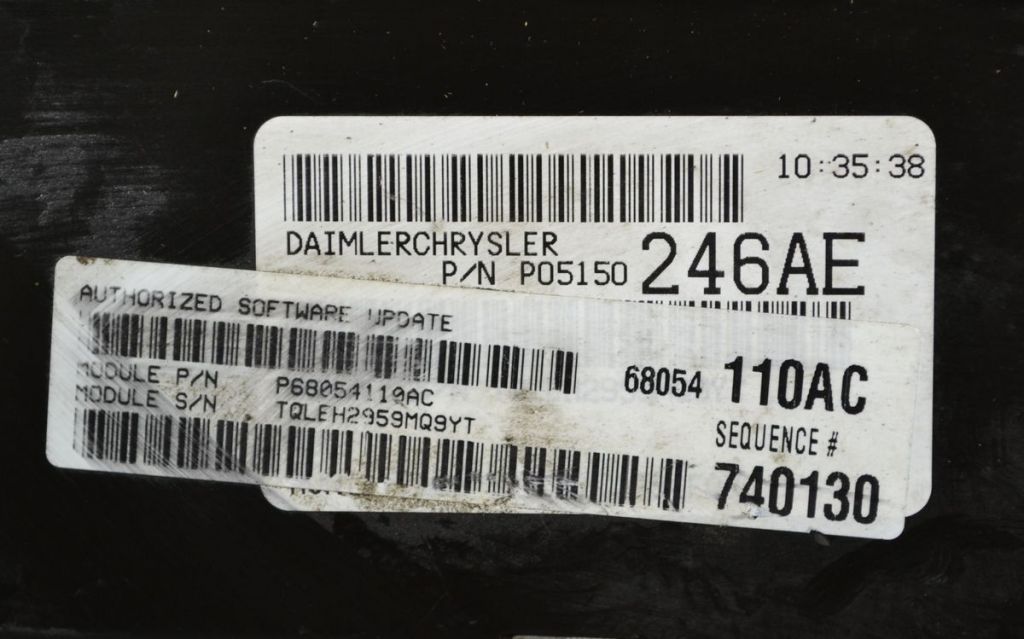 10:35:38
DAIMLERCHRYSLER
P/N P05150 246AE
AUTHORIZED SOFTWARE UPDATE
MODULE P/N P68054110AC
68054 110AC
MODULE S/N TQLEH2959MQ9YT
SEQUENCE #
740130